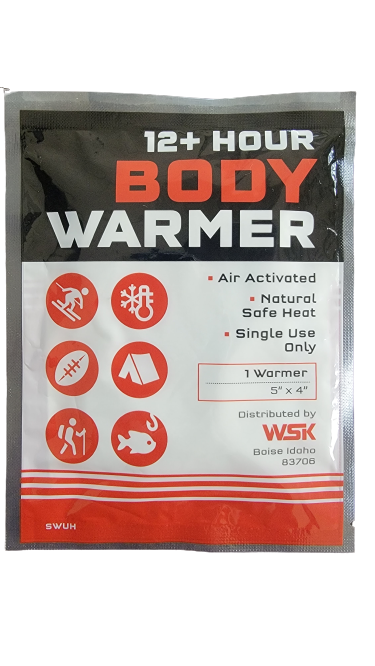 12+ HOUR
BODY
WARMER
Air Activated
Natural
Safe Heat
Single Use
Only
1 Warmer
5" x 4"
Distributed by
WSK
Boise Idaho
83706
SWUH